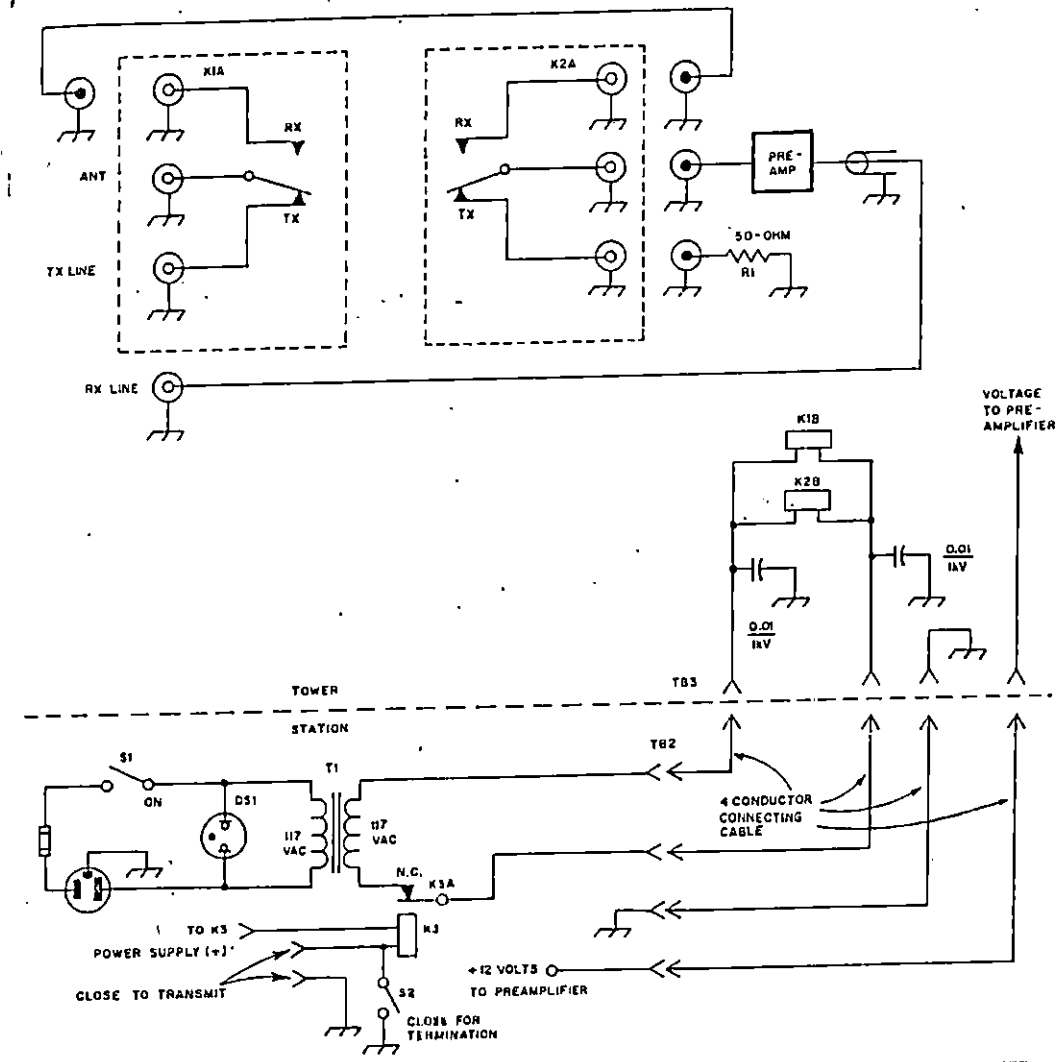 K1A
K2A
RX
RX
ANT
TX
TX
PRE-
AMP
50-OHM
R1
TX LINE
RX LINE
VOLTAGE
TO PRE-
AMPLIFIER
K1B
K2B
0.01
1kV
0.01
1kV
TOWER
TB3
STATION
S1
T1
TB2
ON
DS1
4 CONDUCTOR
CONNECTING
CABLE
117
VAC
117
VAC
N.C.
K3A
TO K3
K3
POWER SUPPLY (+)
+12 VOLTS
TO PREAMPLIFIER
CLOSE TO TRANSMIT
S2
CLOSE FOR
TERMINATION